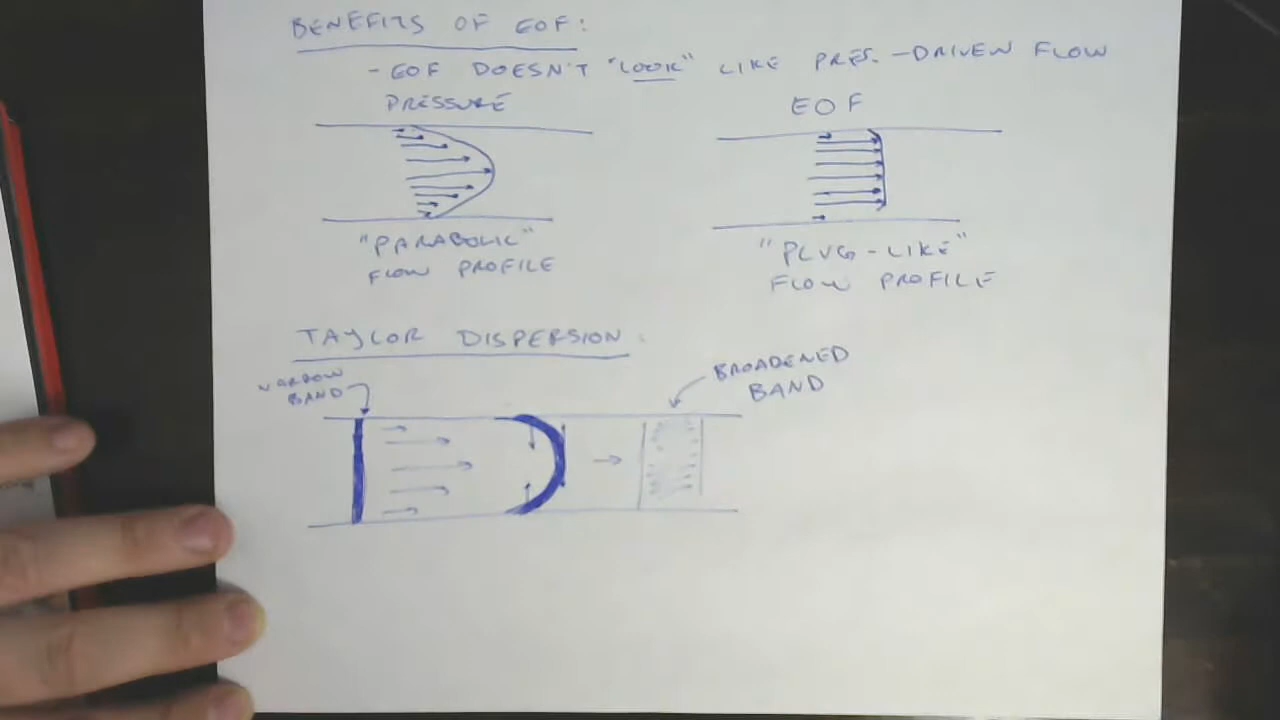 BENEFITS OF EOF:
- EOF DOESN'T "LOOK" LIKE PRES. -DRIVEN FLOW
PRESSURE
EOF
"PARABOLIC"
FLOW PROFILE
"PLUG-LIKE"
FLOW PROFILE
TAYLOR DISPERSION:
NARROW
BAND
BROADENED
BAND